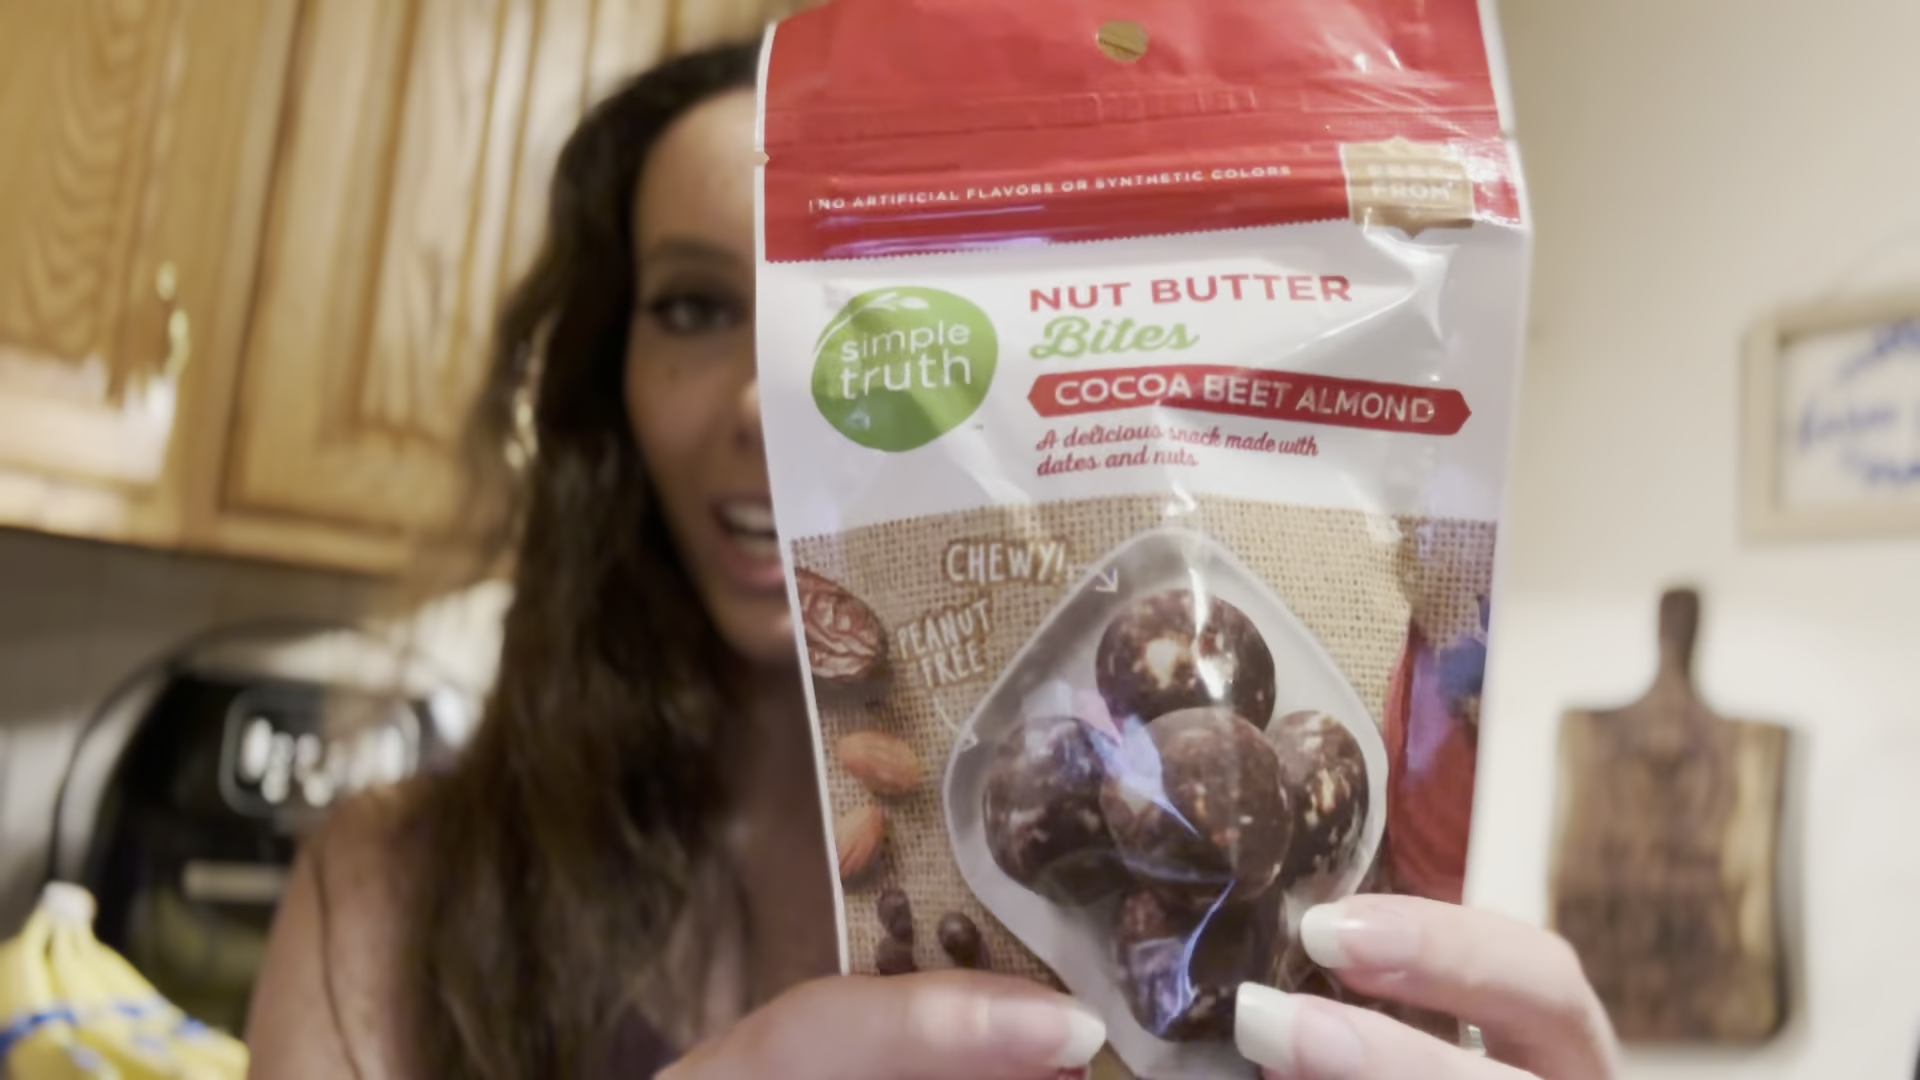 NO ARTIFICIAL FLAVORS OR SYNTHETIC COLORS
FREE
FROM
simple
truth
NUT BUTTER
Bites
COCOA BEET ALMOND
A delicious snack made with
dates and nuts
CHEWY!
PEANUT
FREE